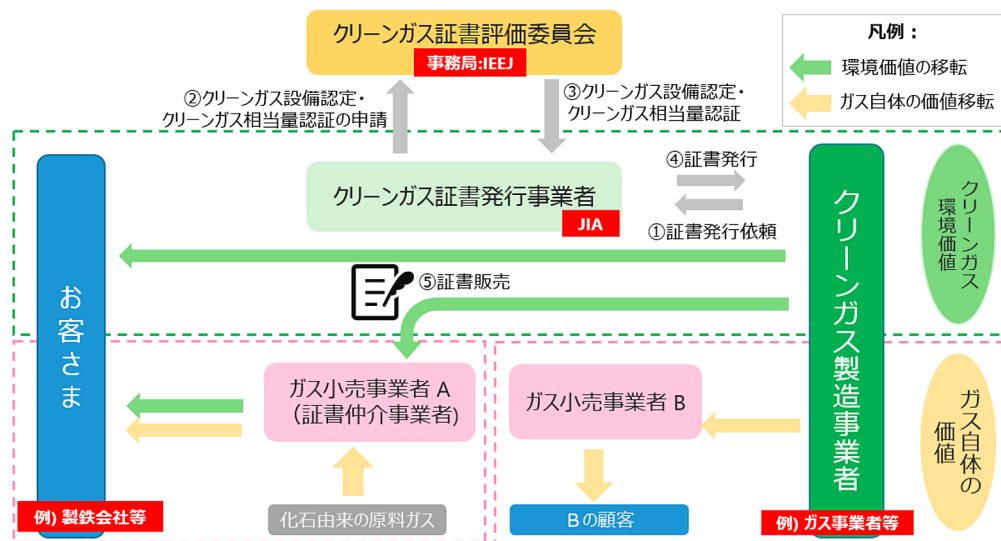 クリーンガス証書評価委員会
事務局:IEEJ
凡例：
環境価値の移転
ガス自体の価値移転
②クリーンガス設備認定・
クリーンガス相当量認証の申請
③クリーンガス設備認定・
クリーンガス相当量認証
クリーンガス証書発行事業者
JIA
④証書発行
①証書発行依頼
⑤証書販売
お客さま
クリーンガス製造事業者
クリーンガス
環境価値
ガス小売事業者 A
（証書仲介事業者)
ガス小売事業者 B
ガス自体の
価値
化石由来の原料ガス
Bの顧客
例) 製鉄会社等
例) ガス事業者等